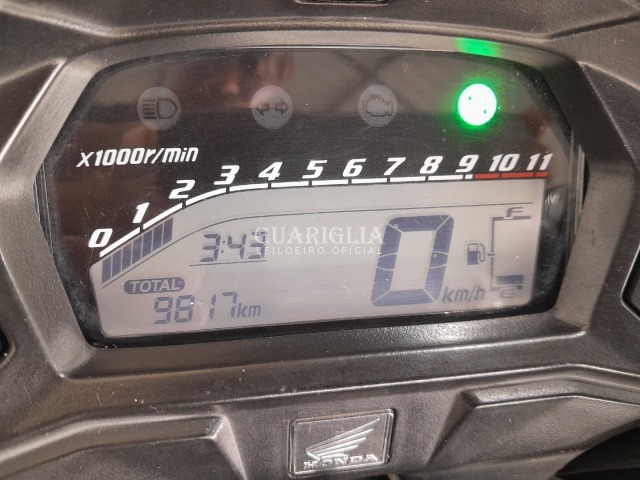 x1000r/min
0 1 2 3 4 5 6 7 8 9 10 11
3:43
GUARIGLIA
LEILOEIRO OFICIAL
0
km/h
F
E
TOTAL
9817km
HONDA